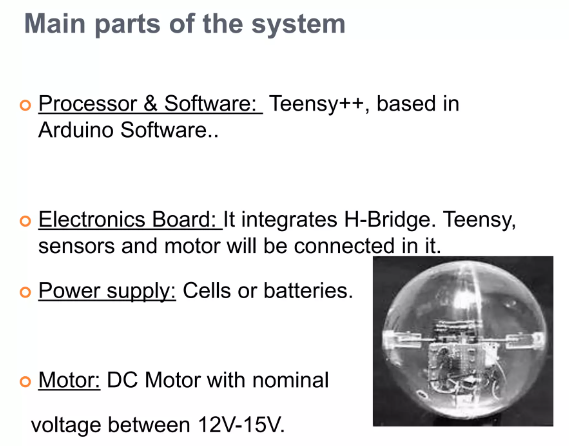 Main parts of the system
Processor & Software: Teensy++, based in
Arduino Software..
Electronics Board: It integrates H-Bridge. Teensy,
sensors and motor will be connected in it.
Power supply: Cells or batteries.
Motor: DC Motor with nominal
voltage between 12V-15V.